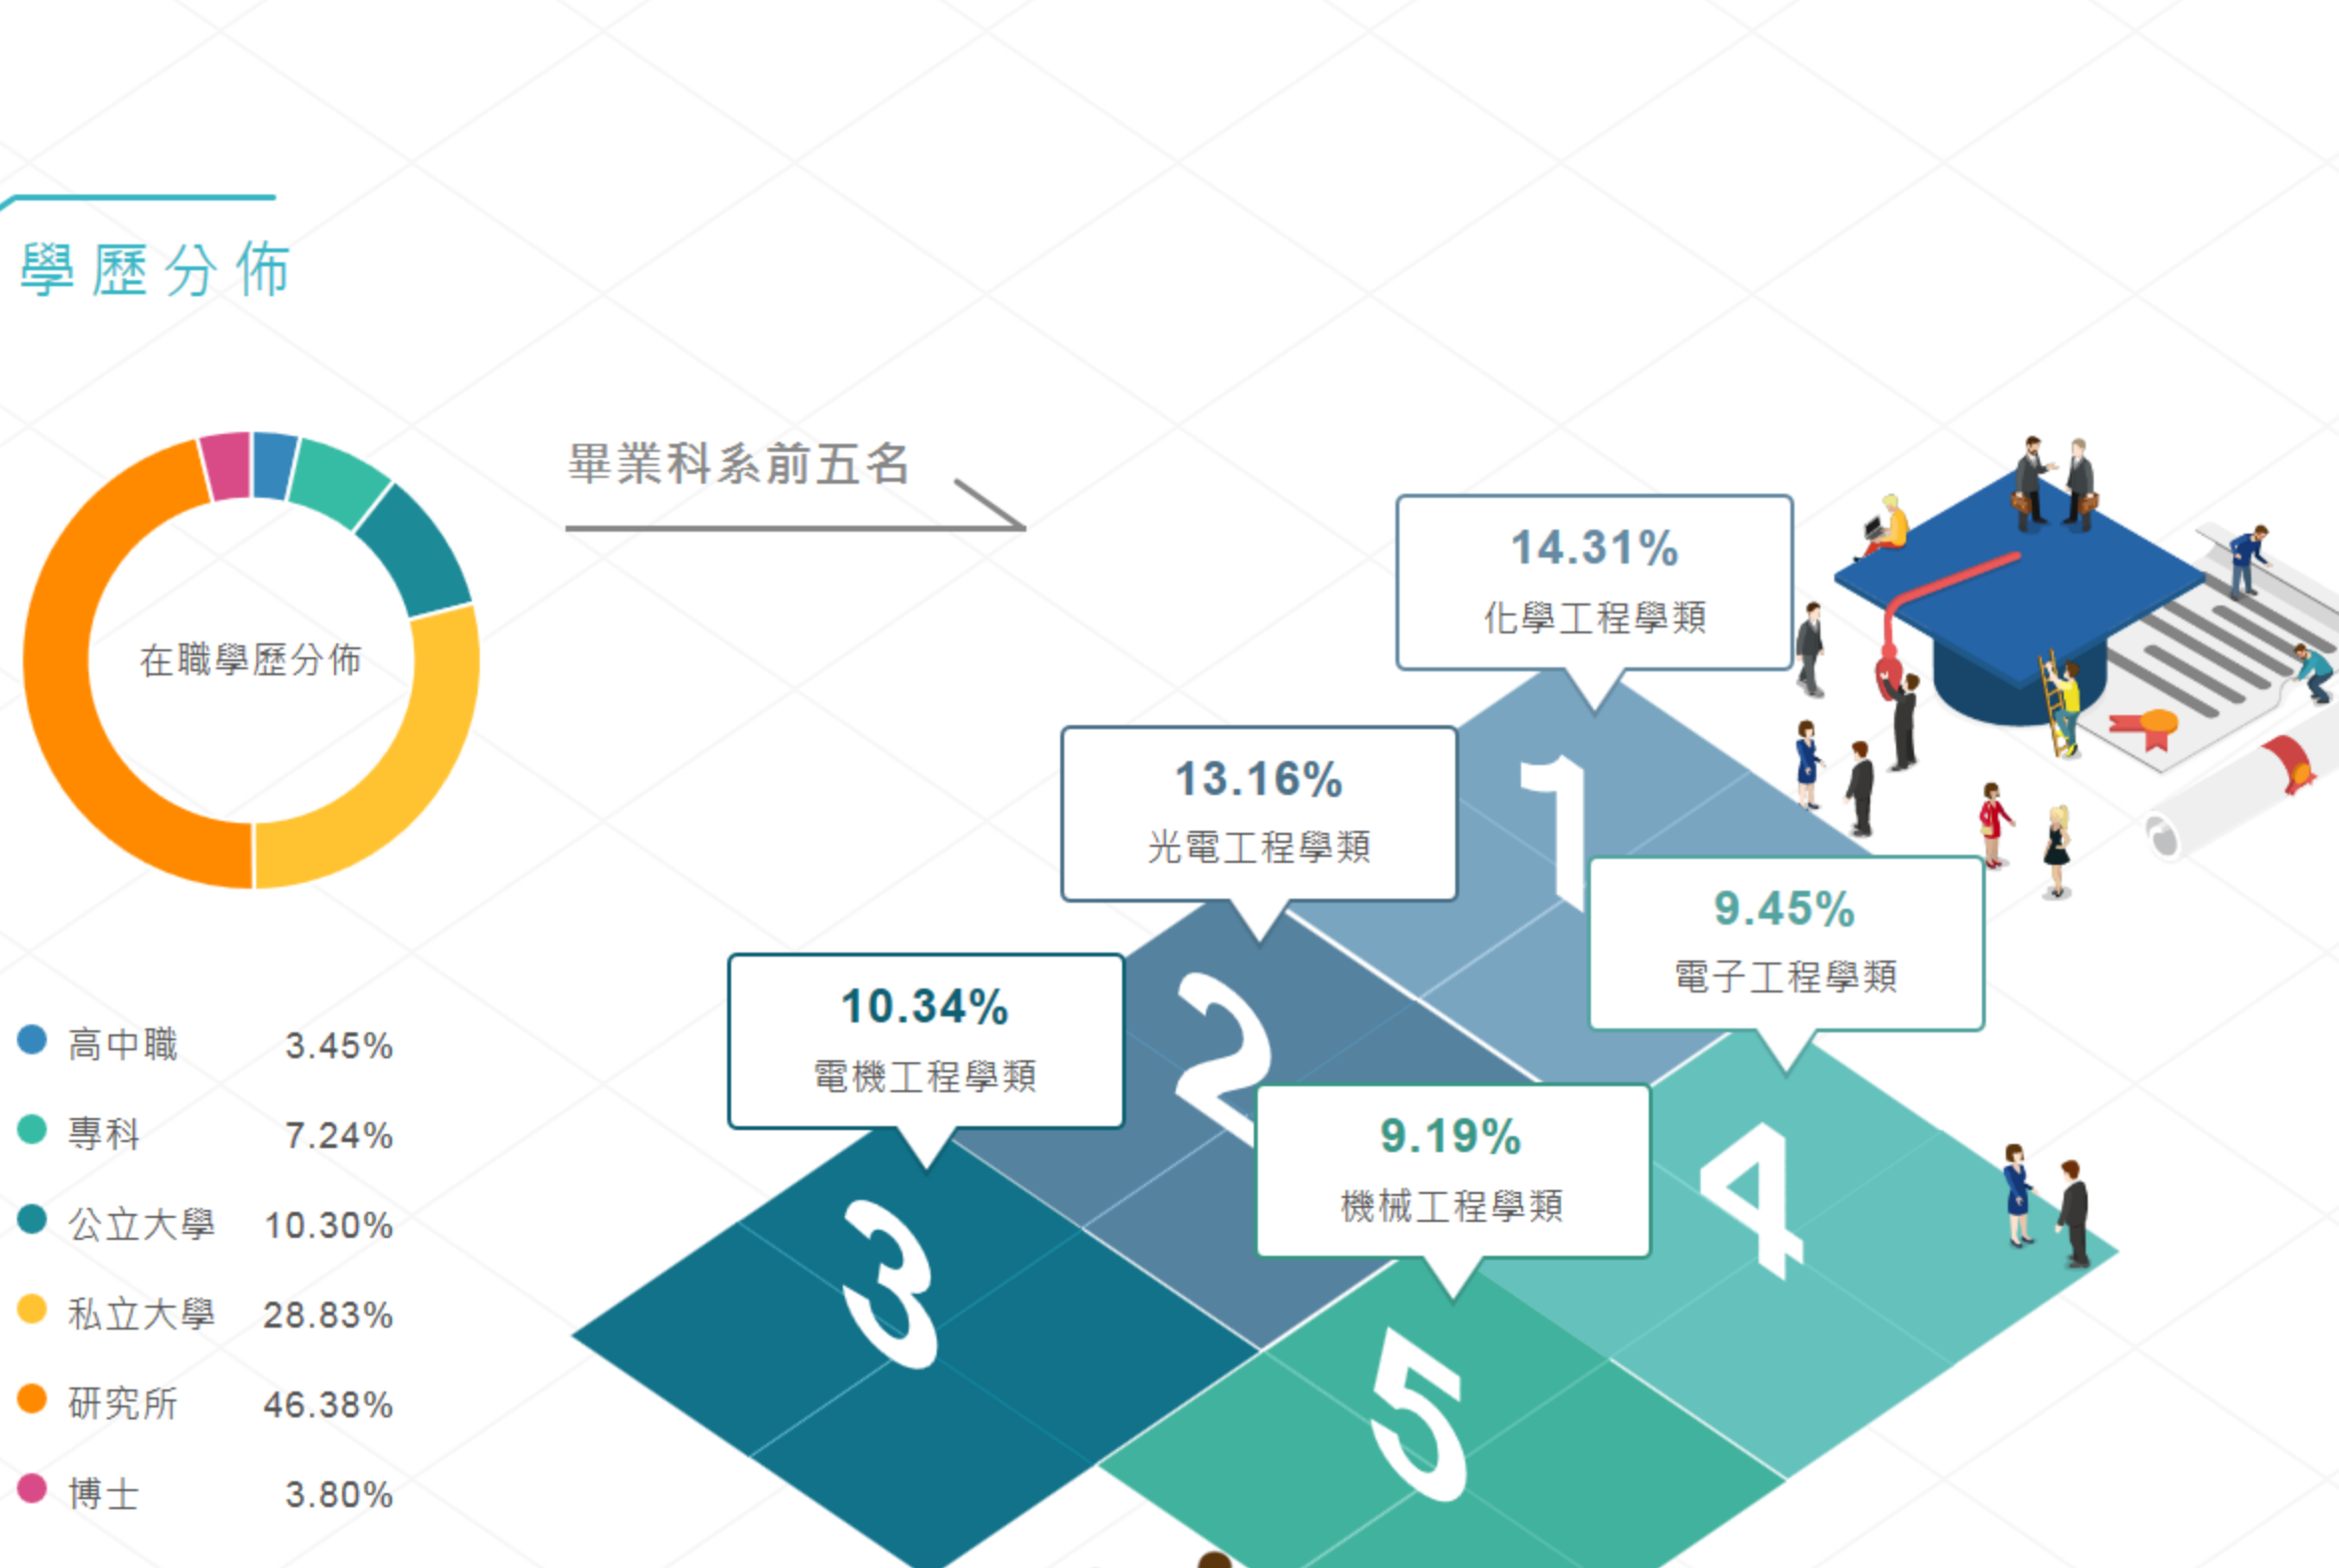 學歷分佈
在職學歷分佈
高中職 3.45%
專科 7.24%
公立大學 10.30%
私立大學 28.83%
研究所 46.38%
博士 3.80%
畢業科系前五名
14.31%
化學工程學類
1
13.16%
光電工程學類
2
10.34%
電機工程學類
3
9.45%
電子工程學類
4
9.19%
機械工程學類
5